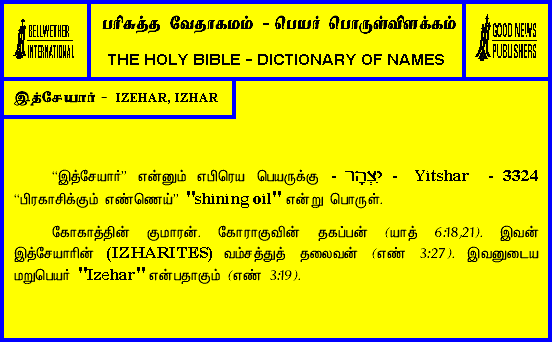 BELLWETHER
INTERNATIONAL
பரிசுத்த வேதாகமம் - பெயர் பொருள்விளக்கம்
THE HOLY BIBLE - DICTIONARY OF NAMES
GOOD NEWS
PUBLISHERS
இத்சேயார் - IZEHAR, IZHAR
“இத்சேயார்” என்னும் எபிரெய பெயருக்கு - יִצְהָר - Yitshar - 3324
“பிரகாசிக்கும் எண்ணெய்” "shining oil" என்று பொருள்.
கோகாத்தின் குமாரன். கோராகுவின் தகப்பன் (யாத் 6:18,21). இவன்
இத்சேயாரின் (IZHARITES) வம்சத்துத் தலைவன் (எண் 3:27). இவனுடைய
மறுபெயர் "Izehar" என்பதாகும் (எண் 3:19).